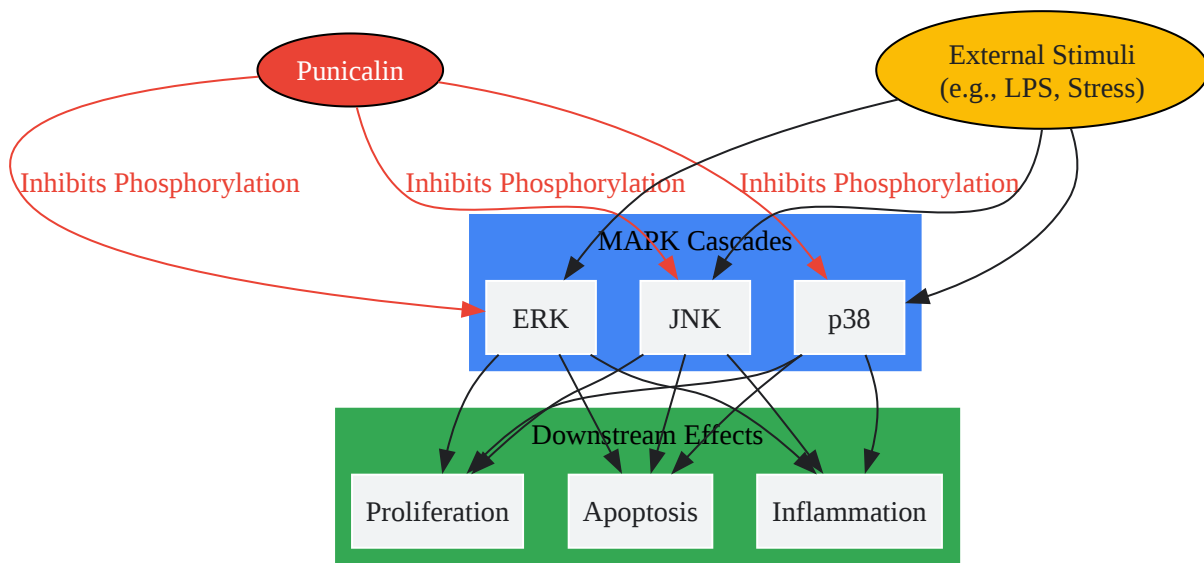 Punicalin
External Stimuli
(e.g., LPS, Stress)
Inhibits Phosphorylation
Inhibits Phosphorylation
Inhibits Phosphorylation
MAPK Cascades
ERK
JNK
p38
Downstream Effects
Proliferation
Apoptosis
Inflammation